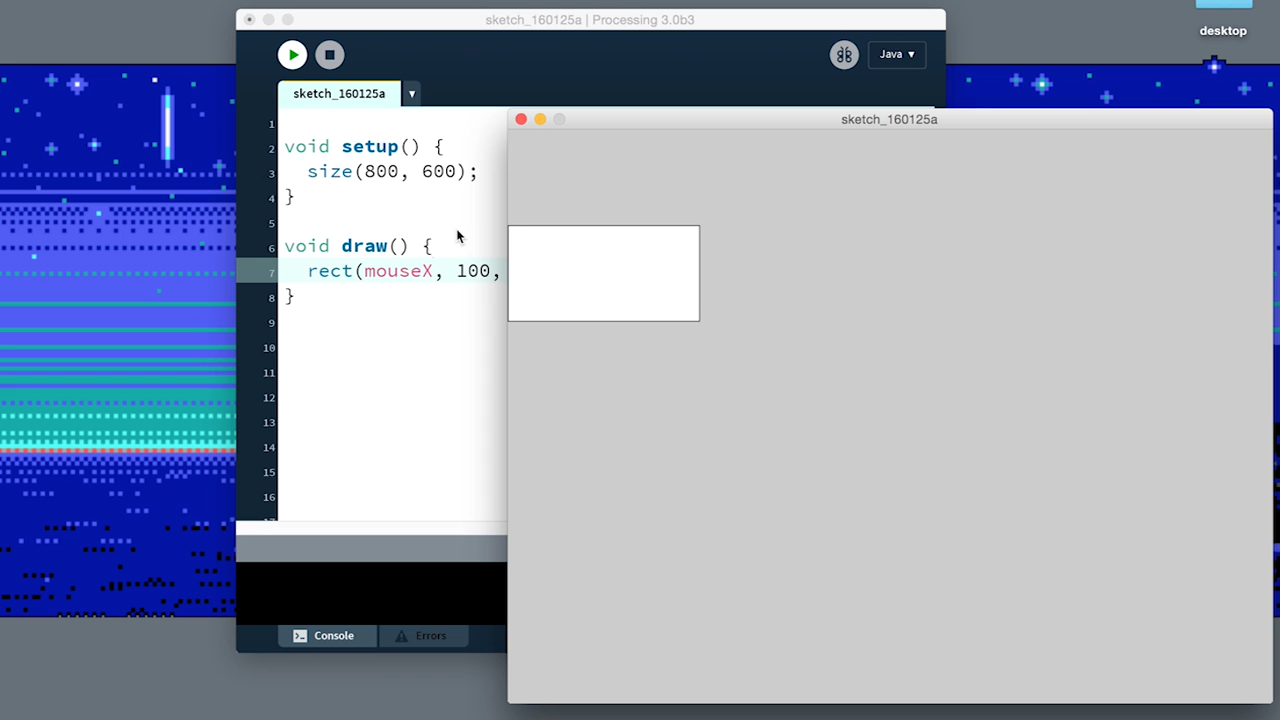 desktop
sketch_160125a | Processing 3.0b3
Java ▾
sketch_160125a ▾
sketch_160125a
1
2 void setup() {
3 size(800, 600);
4 }
5
6 void draw() {
7 rect(mouseX, 100,
8 }
9
10
11
12
13
14
15
16
Console
Errors